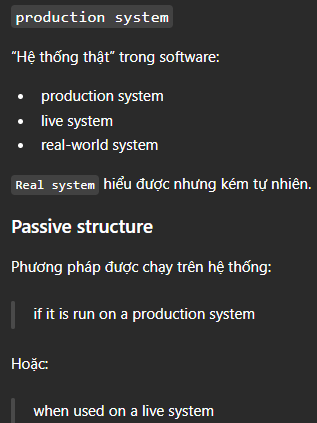 production system
“Hệ thống thật” trong software:
production system
live system
real-world system
Real system hiểu được nhưng kém tự nhiên.
Passive structure
Phương pháp được chạy trên hệ thống:
if it is run on a production system
Hoặc:
when used on a live system